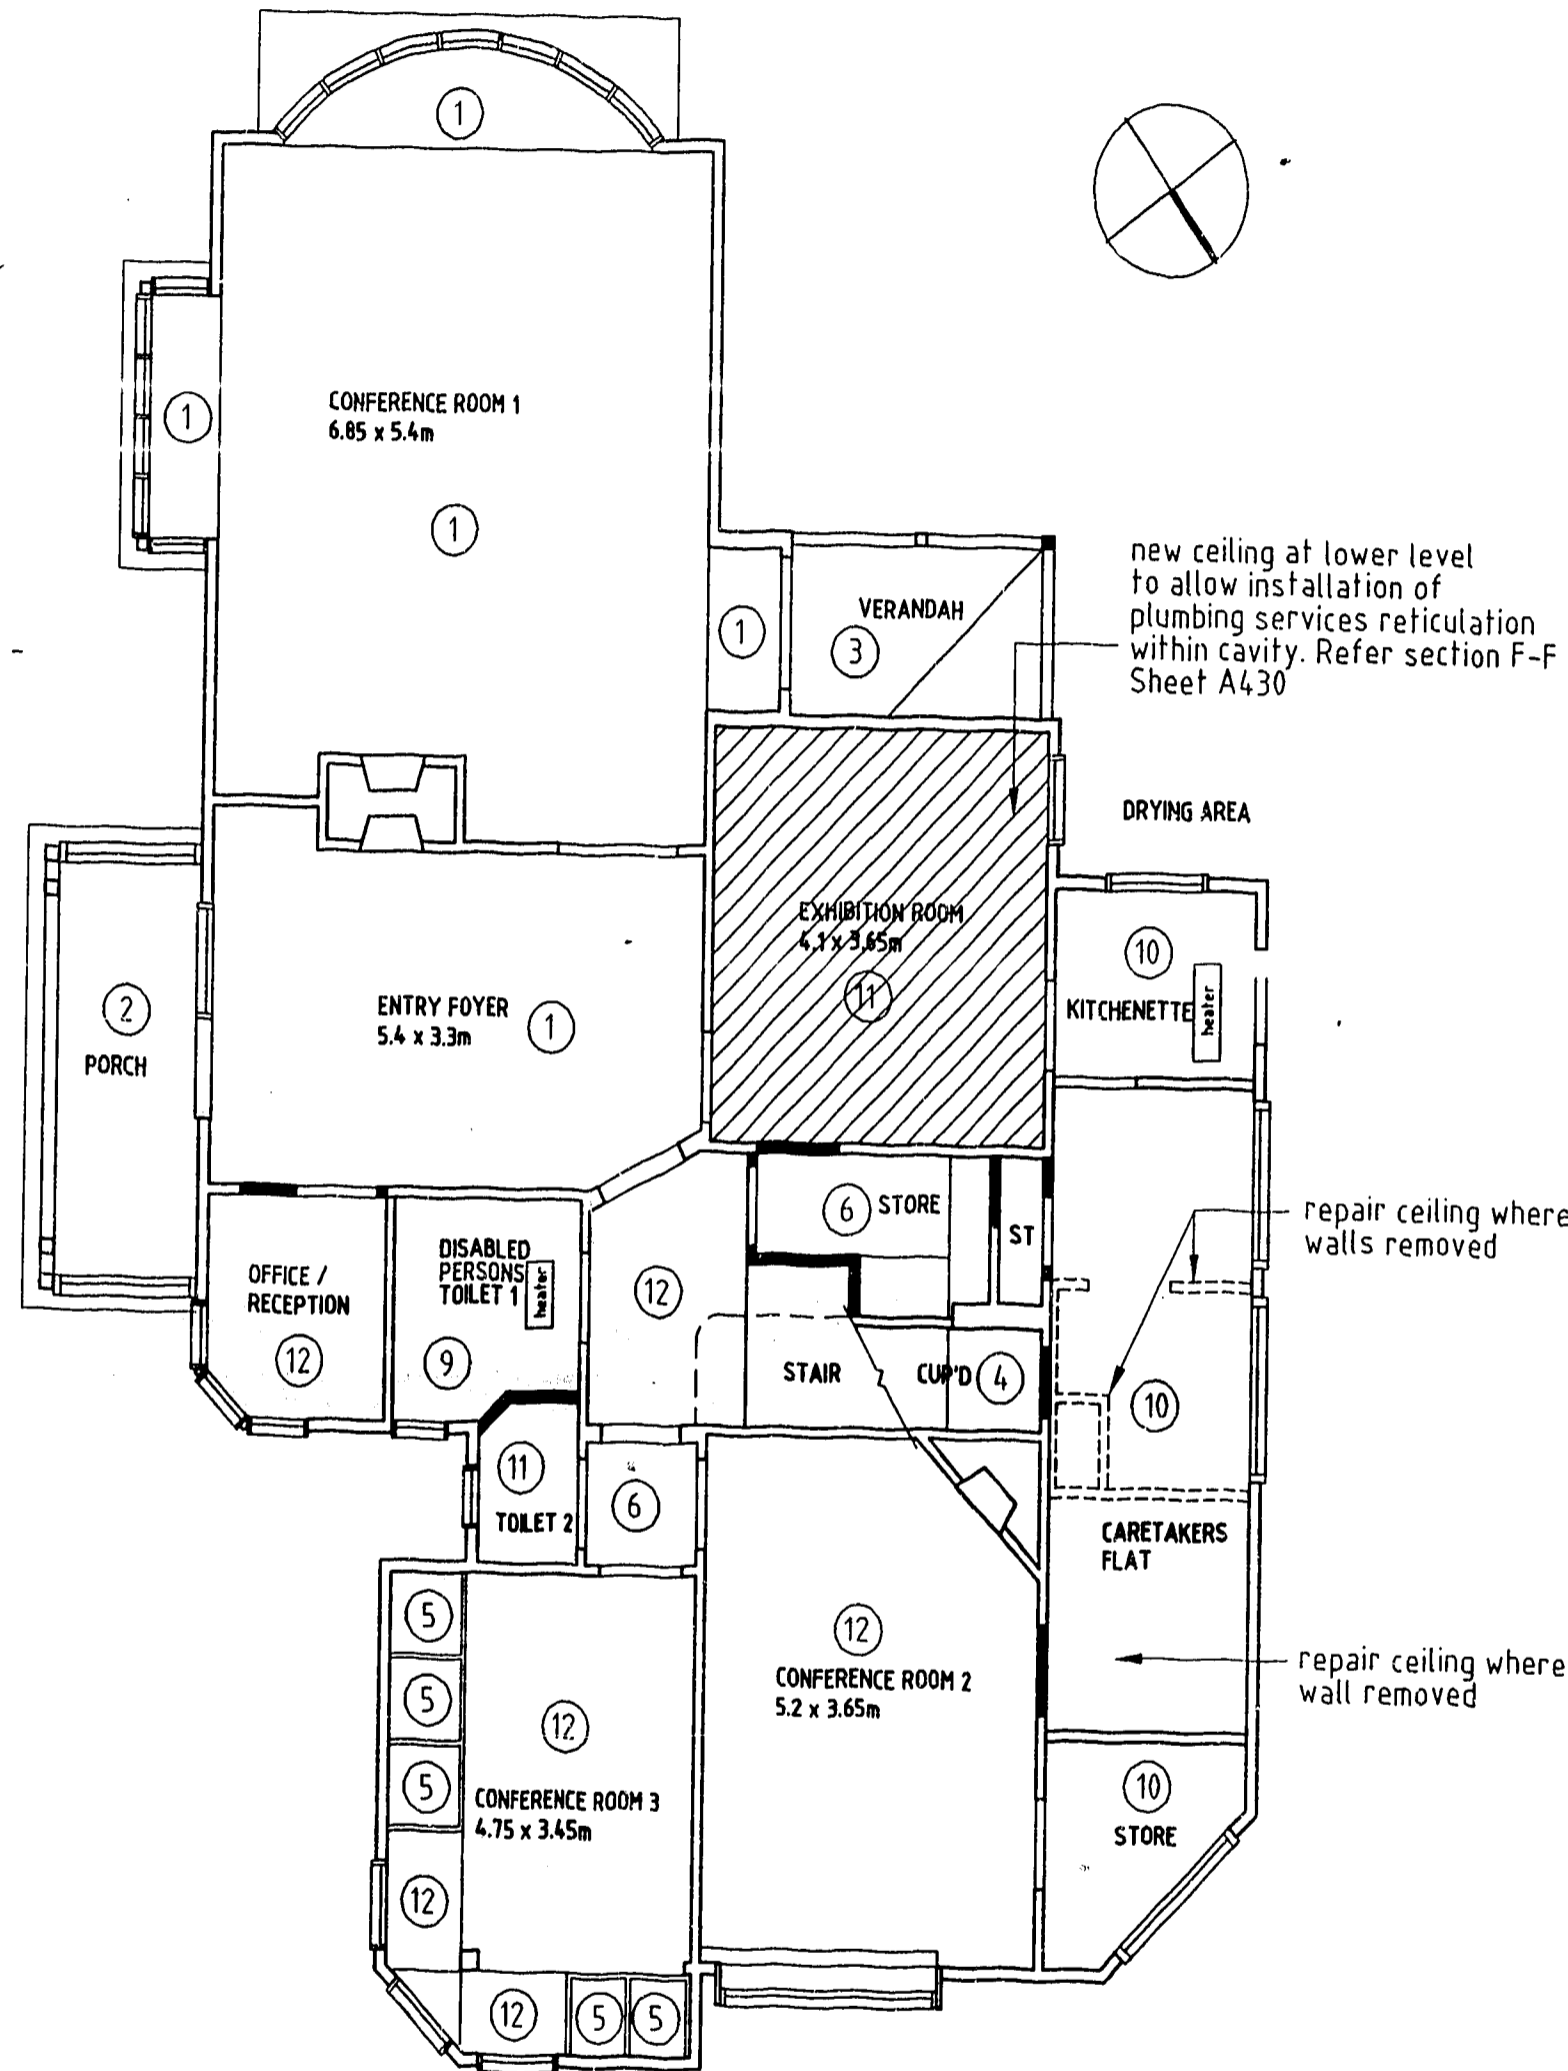 1
1
CONFERENCE ROOM 1
6.85 x 5.4m
1
new ceiling at lower level
to allow installation of
plumbing services reticulation
within cavity. Refer section F-F
Sheet A430
VERANDAH
1
3
DRYING AREA
EXHIBITION ROOM
4.1 x 3.65m
11
10
KITCHENETTE
heater
2
PORCH
ENTRY FOYER
5.4 x 3.3m
1
6
STORE
ST
repair ceiling where
walls removed
OFFICE /
RECEPTION
12
DISABLED
PERSONS
TOILET 1
heater
9
12
STAIR
CUP'D
4
10
11
TOILET 2
6
CARETAKERS
FLAT
5
5
5
12
12
CONFERENCE ROOM 3
4.75 x 3.45m
12
CONFERENCE ROOM 2
5.2 x 3.65m
repair ceiling where
wall removed
10
STORE
12
5
5